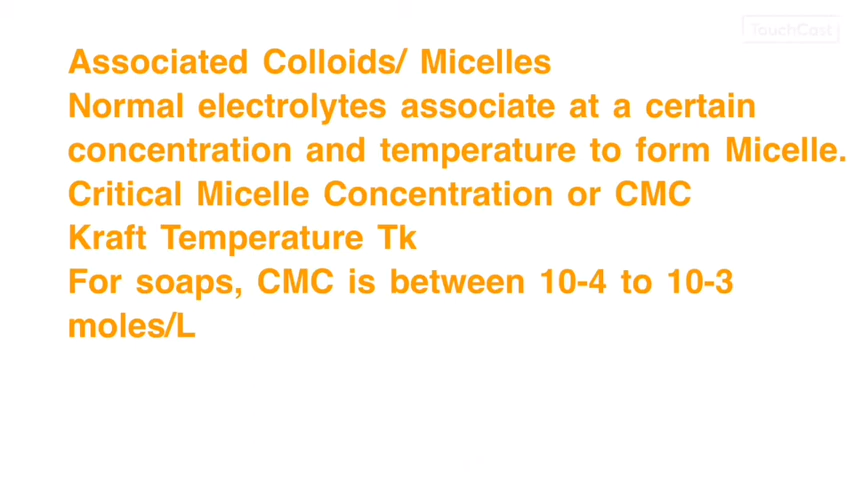 TouchCast
Associated Colloids/ Micelles
Normal electrolytes associate at a certain
concentration and temperature to form Micelle.
Critical Micelle Concentration or CMC
Kraft Temperature Tk
For soaps, CMC is between 10-4 to 10-3
moles/L